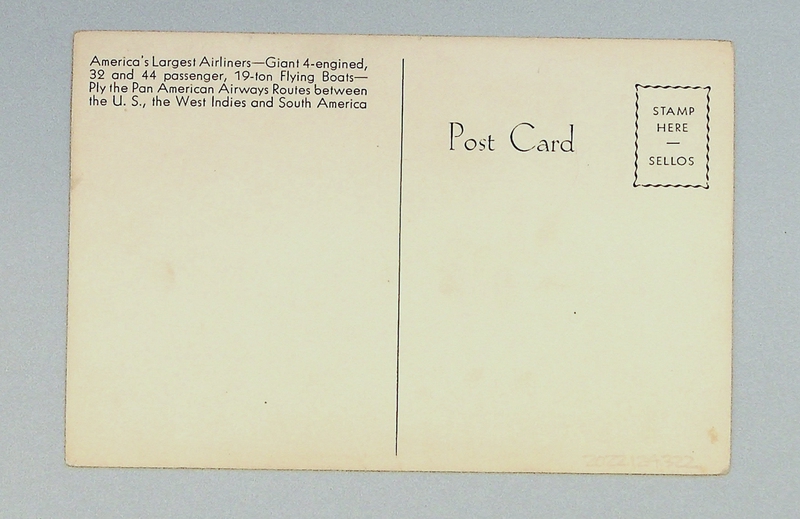 America's Largest Airliners—Giant 4-engined,
32 and 44 passenger, 19-ton Flying Boats—
Ply the Pan American Airways Routes between
the U. S., the West Indies and South America
Post Card
STAMP
HERE
—
SELLOS